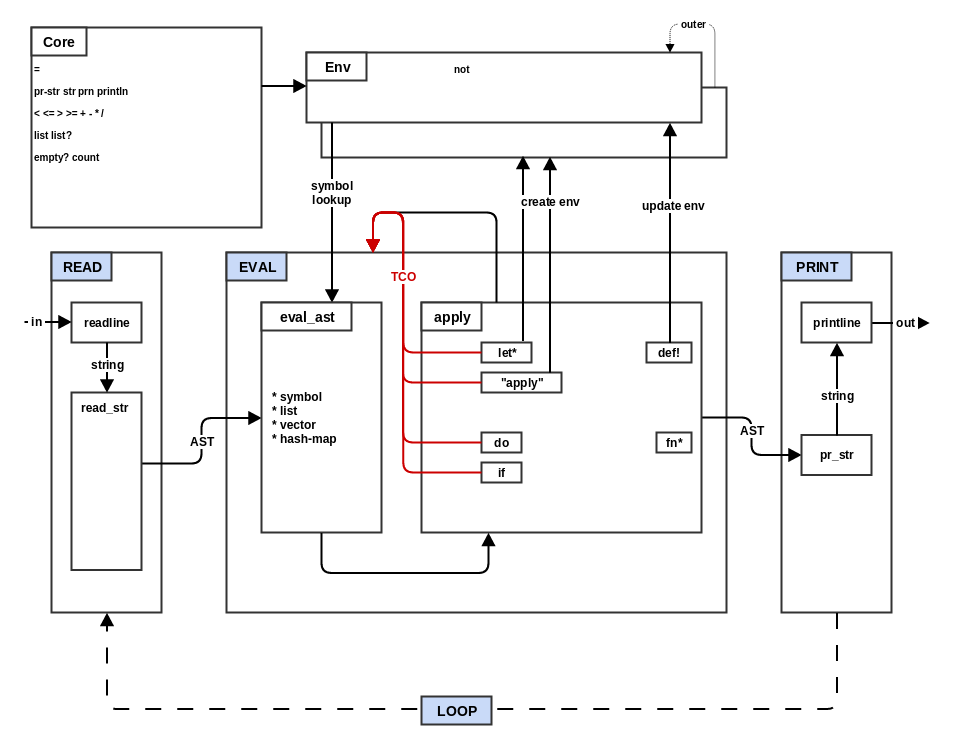 outer
Core
Env
not
=
pr-str str prn println
< <= > >= + - * /
list list?
empty? count
symbol
lookup
create env
update env
READ
EVAL
PRINT
TCO
in
readline
eval_ast
apply
printline
out
string
let*
def!
"apply"
read_str
* symbol
* list
* vector
* hash-map
string
AST
do
fn*
AST
if
pr_str
LOOP